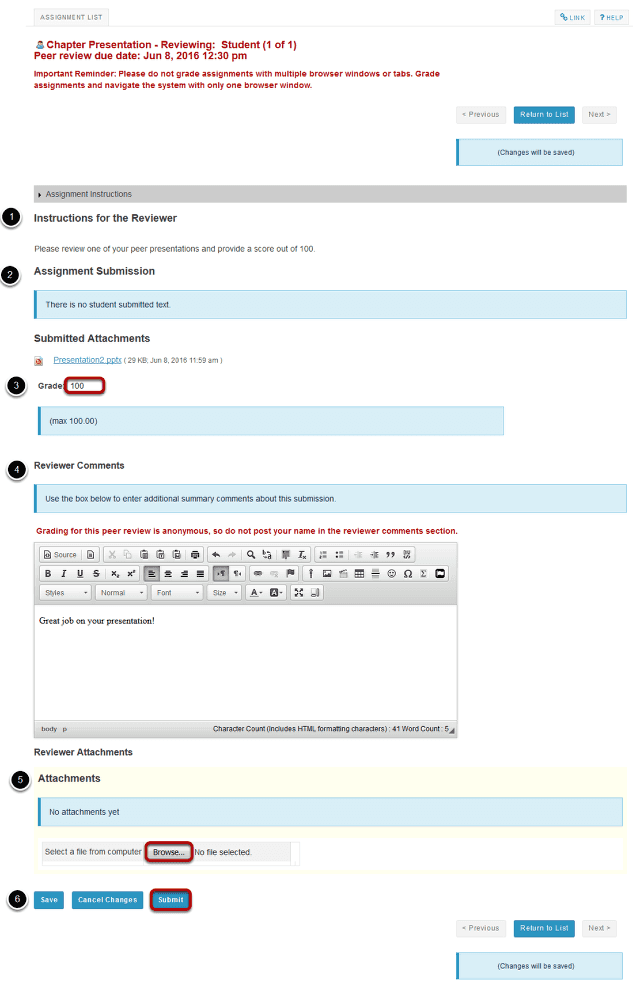 ASSIGNMENT LIST
LINK
? HELP
Chapter Presentation - Reviewing: Student (1 of 1)
Peer review due date: Jun 8, 2016 12:30 pm
Important Reminder: Please do not grade assignments with multiple browser windows or tabs. Grade
assignments and navigate the system with only one browser window.
< Previous
Return to List
Next >
(Changes will be saved)
Assignment Instructions
1
Instructions for the Reviewer
Please review one of your peer presentations and provide a score out of 100.
2
Assignment Submission
There is no student submitted text.
Submitted Attachments
Presentation2.pptx ( 29 KB; Jun 8, 2016 11:59 am )
3
Grade: 100
(max 100.00)
4
Reviewer Comments
Use the box below to enter additional summary comments about this submission.
Grading for this peer review is anonymous, so do not post your name in the reviewer comments section.
Source
B I U S x₂ x² Ω Σ
Styles Normal Font Size A A
Great job on your presentation!
body p
Character Count (Includes HTML formatting characters) : 41 Word Count : 5
Reviewer Attachments
5
Attachments
No attachments yet
Select a file from computer Browse... No file selected.
6
Save
Cancel Changes
Submit
< Previous
Return to List
Next >
(Changes will be saved)